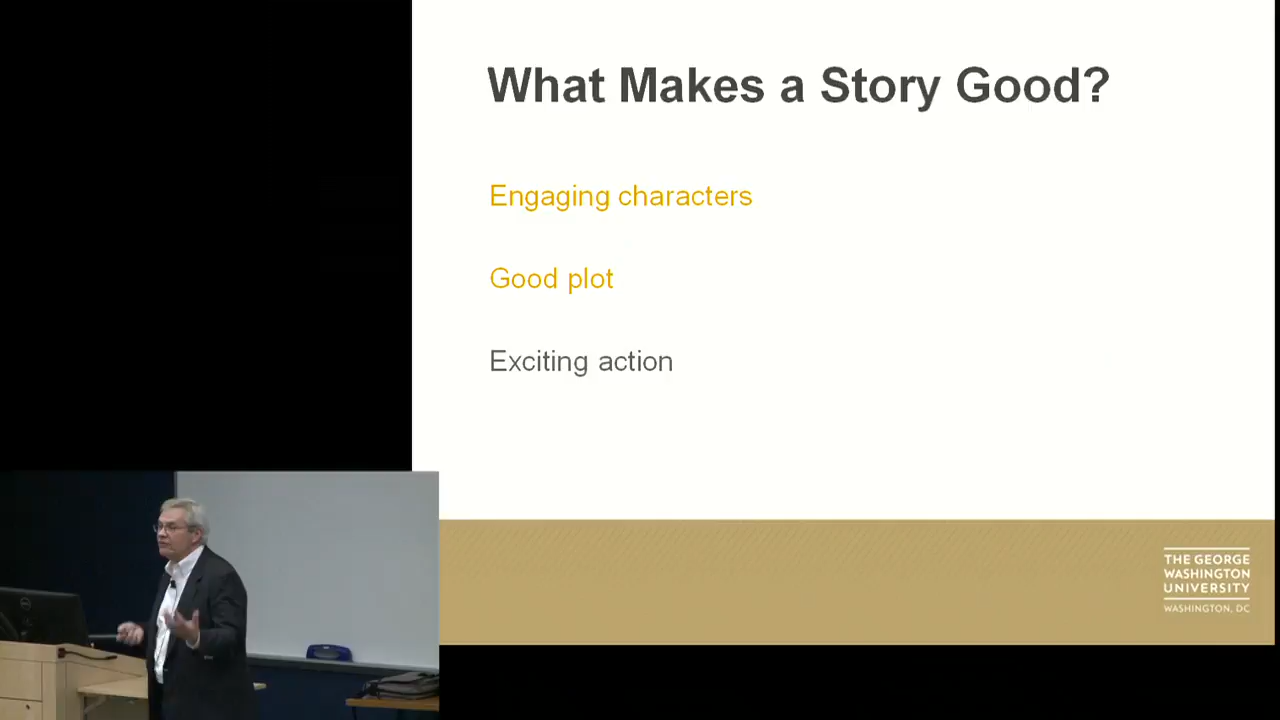 What Makes a Story Good?
Engaging characters
Good plot
Exciting action
THE GEORGE
WASHINGTON
UNIVERSITY
WASHINGTON, DC